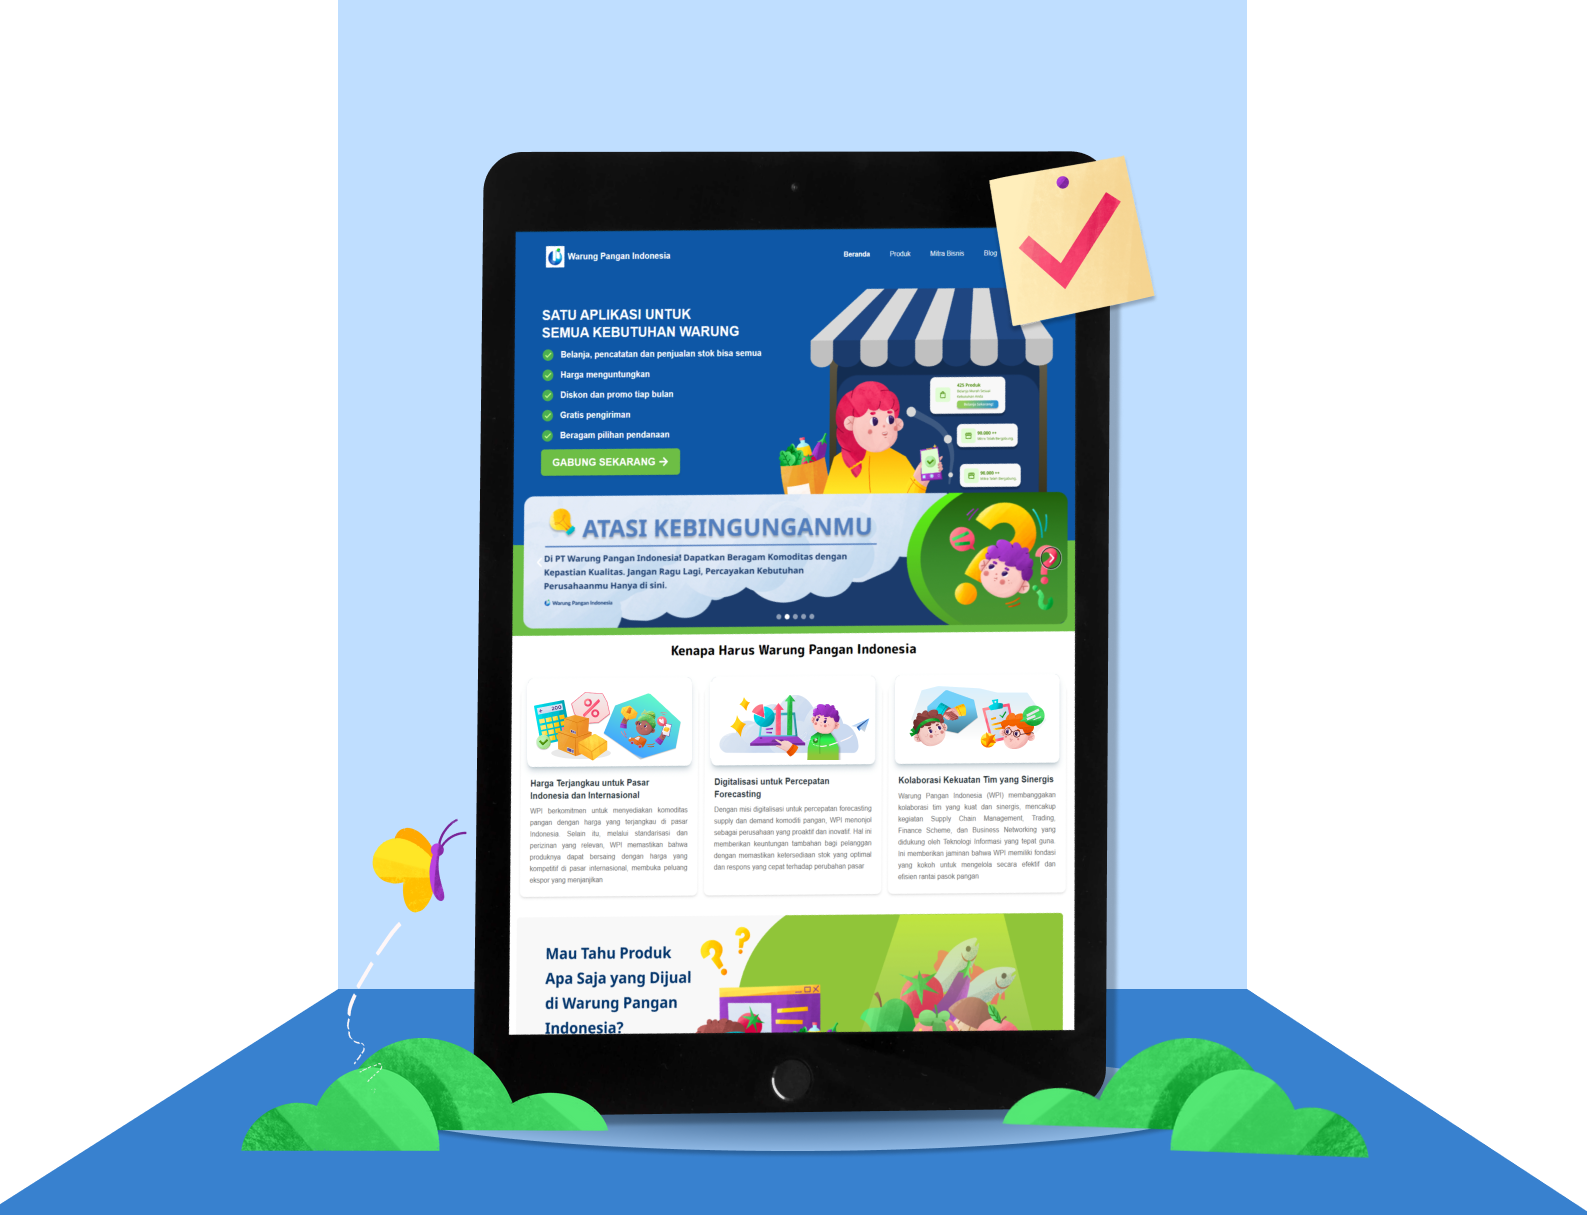 Warung Pangan Indonesia
Beranda Produk Mitra Bisnis Blog
SATU APLIKASI UNTUK
SEMUA KEBUTUHAN WARUNG
Belanja, pencatatan dan penjualan stok bisa semua
Harga menguntungkan
Diskon dan promo tiap bulan
Gratis pengiriman
Beragam pilihan pendanaan
GABUNG SEKARANG →
425 Produk
90.000 ++
90.000 ++
ATASI KEBINGUNGANMU
Di PT Warung Pangan Indonesia! Dapatkan Beragam Komoditas dengan
Kepastian Kualitas. Jangan Ragu Lagi, Percayakan Kebutuhan
Perusahaanmu Hanya di sini.
Warung Pangan Indonesia
Kenapa Harus Warung Pangan Indonesia
200
%
Harga Terjangkau untuk Pasar
Indonesia dan Internasional
WPI berkomitmen untuk menyediakan komoditas
pangan dengan harga yang terjangkau di pasar
Indonesia. Selain itu, melalui standarisasi dan
perizinan yang relevan, WPI memastikan bahwa
produknya dapat bersaing dengan harga yang
kompetitif di pasar internasional, membuka peluang
ekspor yang menjanjikan
Digitalisasi untuk Percepatan
Forecasting
Dengan misi digitalisasi untuk percepatan forecasting
supply dan demand komoditi pangan, WPI menonjol
sebagai perusahaan yang proaktif dan inovatif. Hal ini
memberikan keuntungan tambahan bagi pelanggan
dengan memastikan ketersediaan stok yang optimal
dan respons yang cepat terhadap perubahan pasar
Kolaborasi Kekuatan Tim yang Sinergis
Warung Pangan Indonesia (WPI) membanggakan
kolaborasi tim yang kuat dan sinergis, mencakup
kegiatan Supply Chain Management, Trading,
Finance Scheme, dan Business Networking yang
didukung oleh Teknologi Informasi yang tepat guna.
Ini memberikan jaminan bahwa WPI memiliki fondasi
yang kokoh untuk mengelola secara efektif dan
efisien rantai pasok pangan
Mau Tahu Produk
Apa Saja yang Dijual
di Warung Pangan
Indonesia?